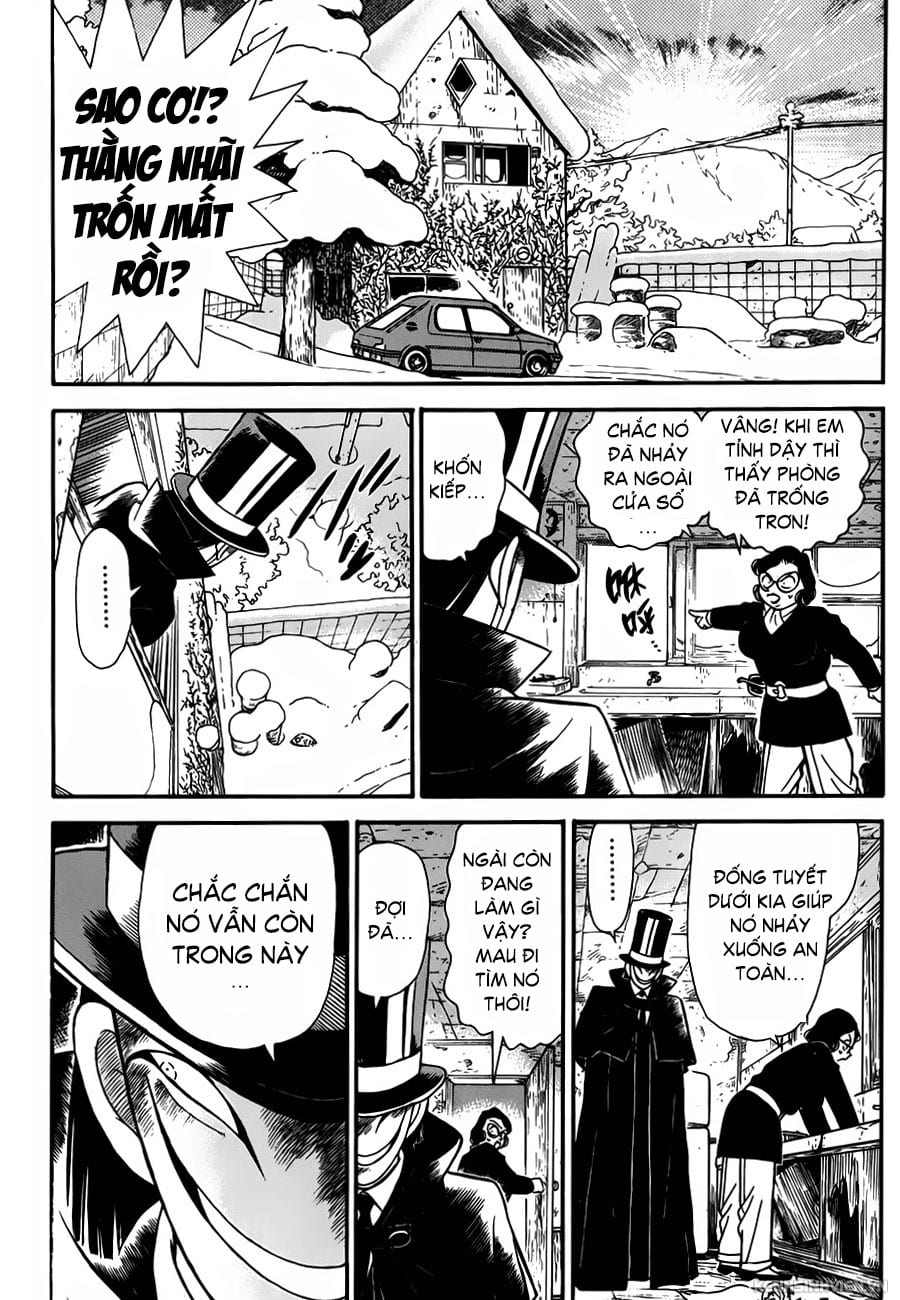 SAO CƠ!?
THẰNG NHÃI
TRỐN MẤT
RỒI?
VÂNG! KHI EM
TỈNH DẬY THÌ
THẤY PHÒNG
ĐÃ TRỐNG
TRƠN!
CHẮC NÓ
ĐÃ NHẢY
RA NGOÀI
CỬA SỔ
...
KHỐN
KIẾP...
.........
ĐỐNG TUYẾT
DƯỚI KIA GIÚP
NÓ NHẢY
XUỐNG AN
TOÀN...
.........
NGÀI CÒN
ĐANG
LÀM GÌ
VẬY?
MAU ĐI
TÌM NÓ
THÔI!
ĐỢI
ĐÃ...
CHẮC CHẮN
NÓ VẪN CÒN
TRONG NÀY
...